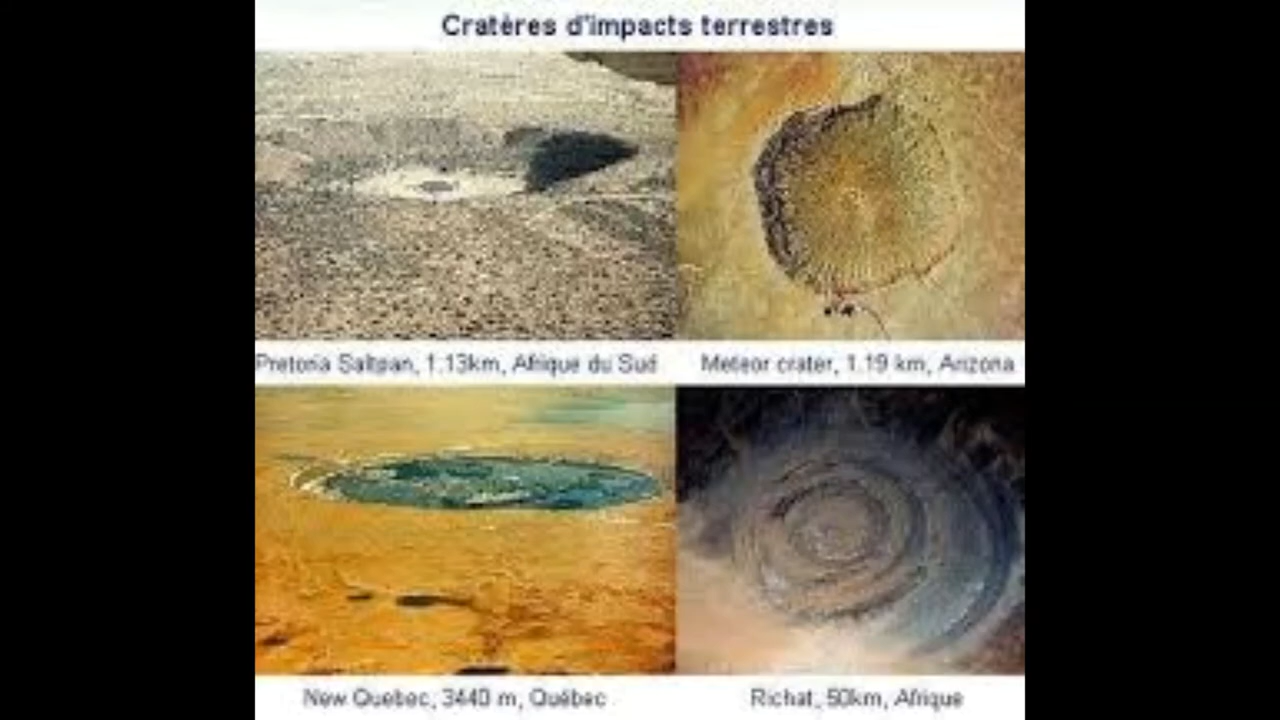 Cratères d'impacts terrestres
Pretoria Saltpan, 1.13km, Afrique du Sud
Meteor crater, 1.19 km, Arizona
New Quebec, 3440 m, Québec
Richat, 50km, Afrique